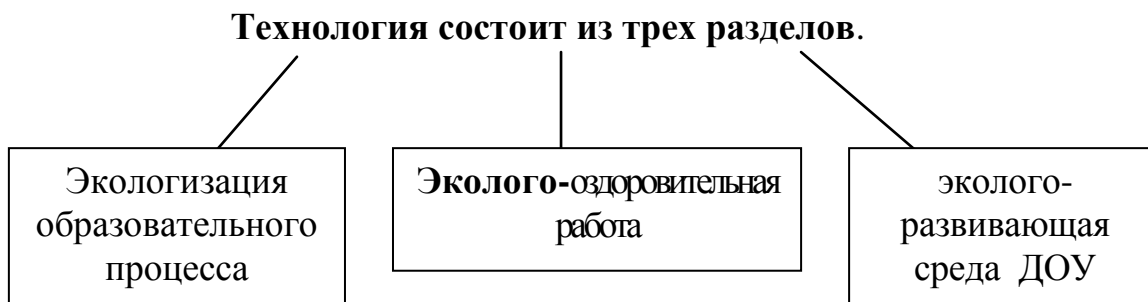 Технология состоит из трех разделов.
Экологизация
образовательного
процесса
Эколого-оздоровительная
работа
эколого-
развивающая
среда ДОУ